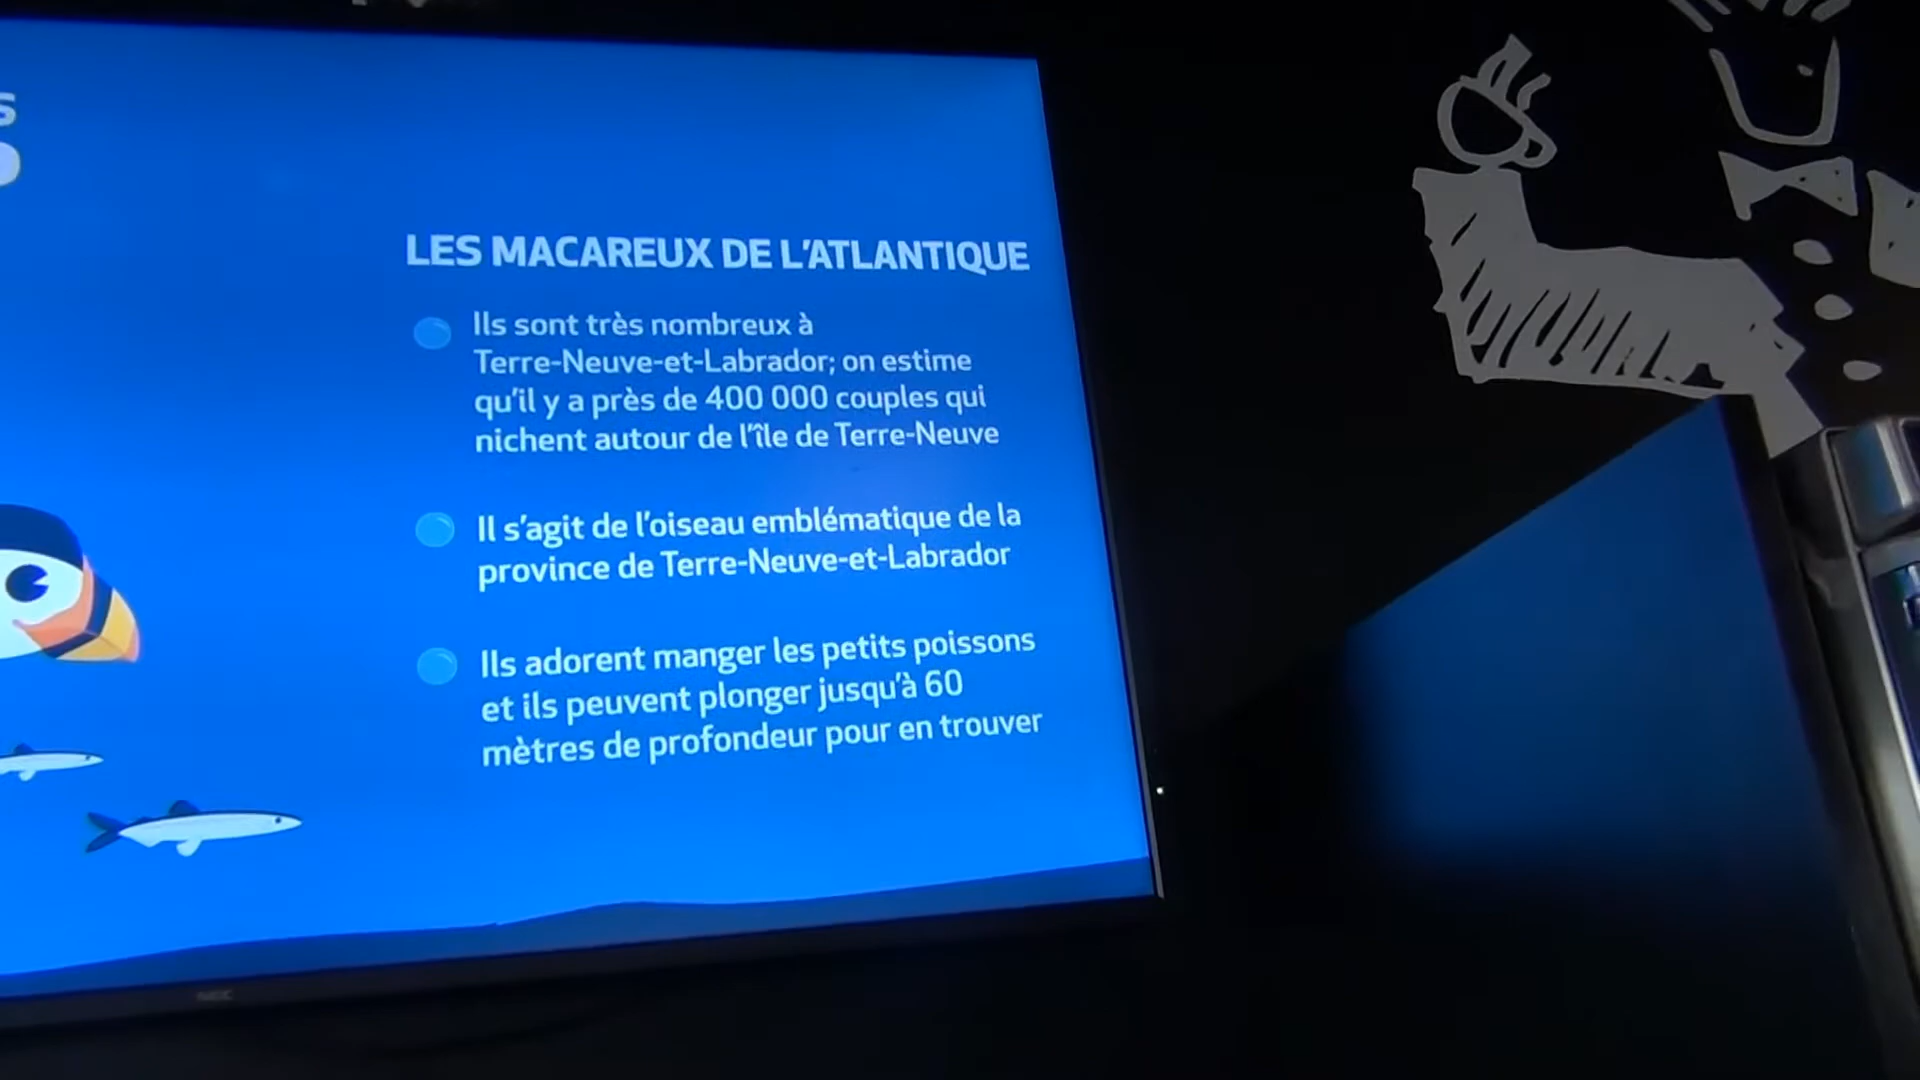 LES MACAREUX DE L'ATLANTIQUE
Ils sont très nombreux à
Terre-Neuve-et-Labrador; on estime
qu'il y a près de 400 000 couples qui
nichent autour de l'île de Terre-Neuve
Il s'agit de l'oiseau emblématique de la
province de Terre-Neuve-et-Labrador
Ils adorent manger les petits poissons
et ils peuvent plonger jusqu'à 60
mètres de profondeur pour en trouver
NEC